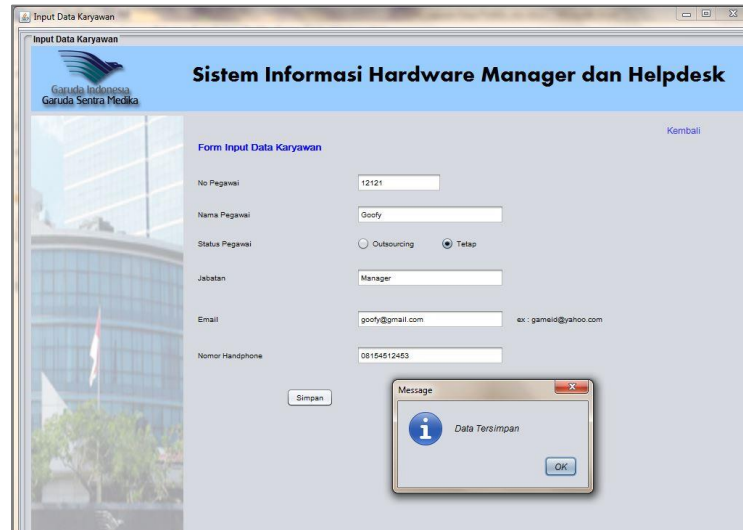 Input Data Karyawan
Input Data Karyawan
Garuda Indonesia
Garuda Sentra Medika
Sistem Informasi Hardware Manager dan Helpdesk
Kembali
Form Input Data Karyawan
No Pegawai 12121
Nama Pegawai Goofy
Status Pegawai Outsourcing Tetap
Jabatan Manager
Email goofy@gmail.com ex : gameid@yahoo.com
Nomor Handphone 08154512453
Simpan
Message
Data Tersimpan
OK